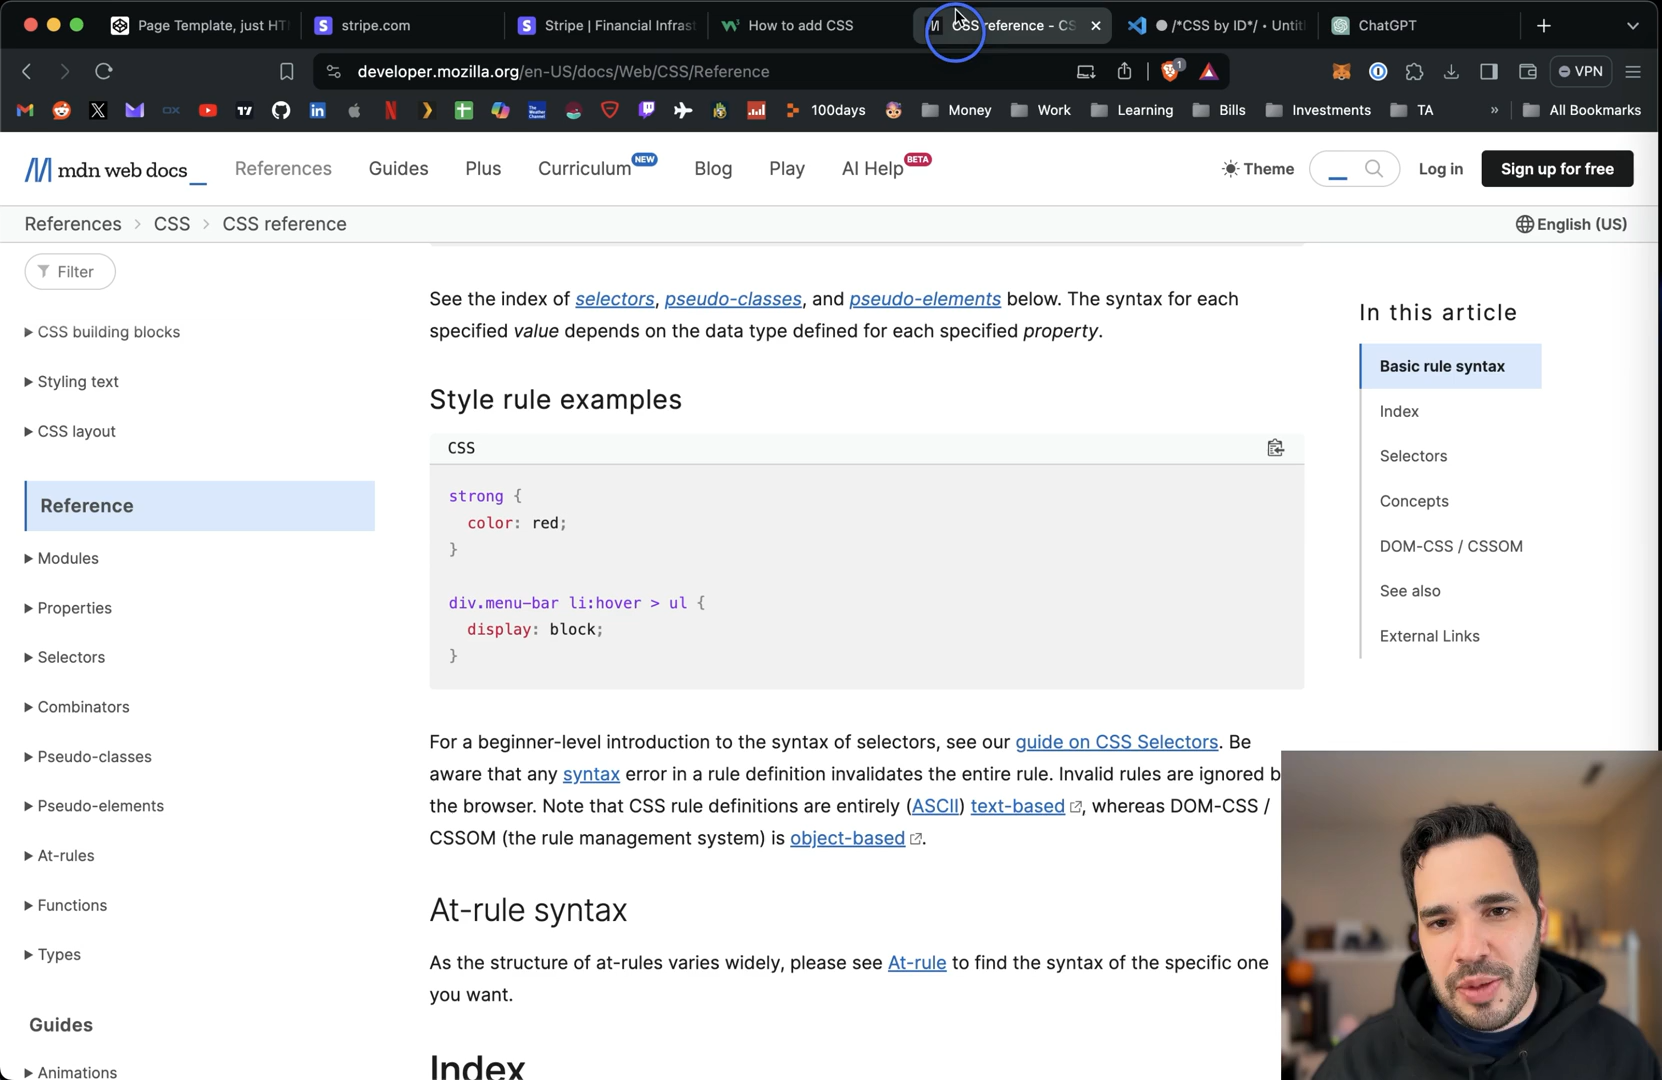 Page Template, just HT
stripe.com
Stripe | Financial Infrast
How to add CSS
CSS reference - CS
/*CSS by ID*/ • Untit
ChatGPT
developer.mozilla.org/en-US/docs/Web/CSS/Reference
1
VPN
100days
Money
Work
Learning
Bills
Investments
TA
»
All Bookmarks
mdn web docs
References
Guides
Plus
Curriculum
NEW
Blog
Play
AI Help
BETA
Theme
Log in
Sign up for free
References > CSS > CSS reference
English (US)
Filter
CSS building blocks
Styling text
CSS layout
Reference
Modules
Properties
Selectors
Combinators
Pseudo-classes
Pseudo-elements
At-rules
Functions
Types
Guides
Animations
See the index of selectors, pseudo-classes, and pseudo-elements below. The syntax for each
specified value depends on the data type defined for each specified property.
Style rule examples
CSS
strong {
color: red;
}
div.menu-bar li:hover > ul {
display: block;
}
For a beginner-level introduction to the syntax of selectors, see our guide on CSS Selectors. Be
aware that any syntax error in a rule definition invalidates the entire rule. Invalid rules are ignored b
the browser. Note that CSS rule definitions are entirely (ASCII) text-based, whereas DOM-CSS /
CSSOM (the rule management system) is object-based.
At-rule syntax
As the structure of at-rules varies widely, please see At-rule to find the syntax of the specific one
you want.
Index
In this article
Basic rule syntax
Index
Selectors
Concepts
DOM-CSS / CSSOM
See also
External Links